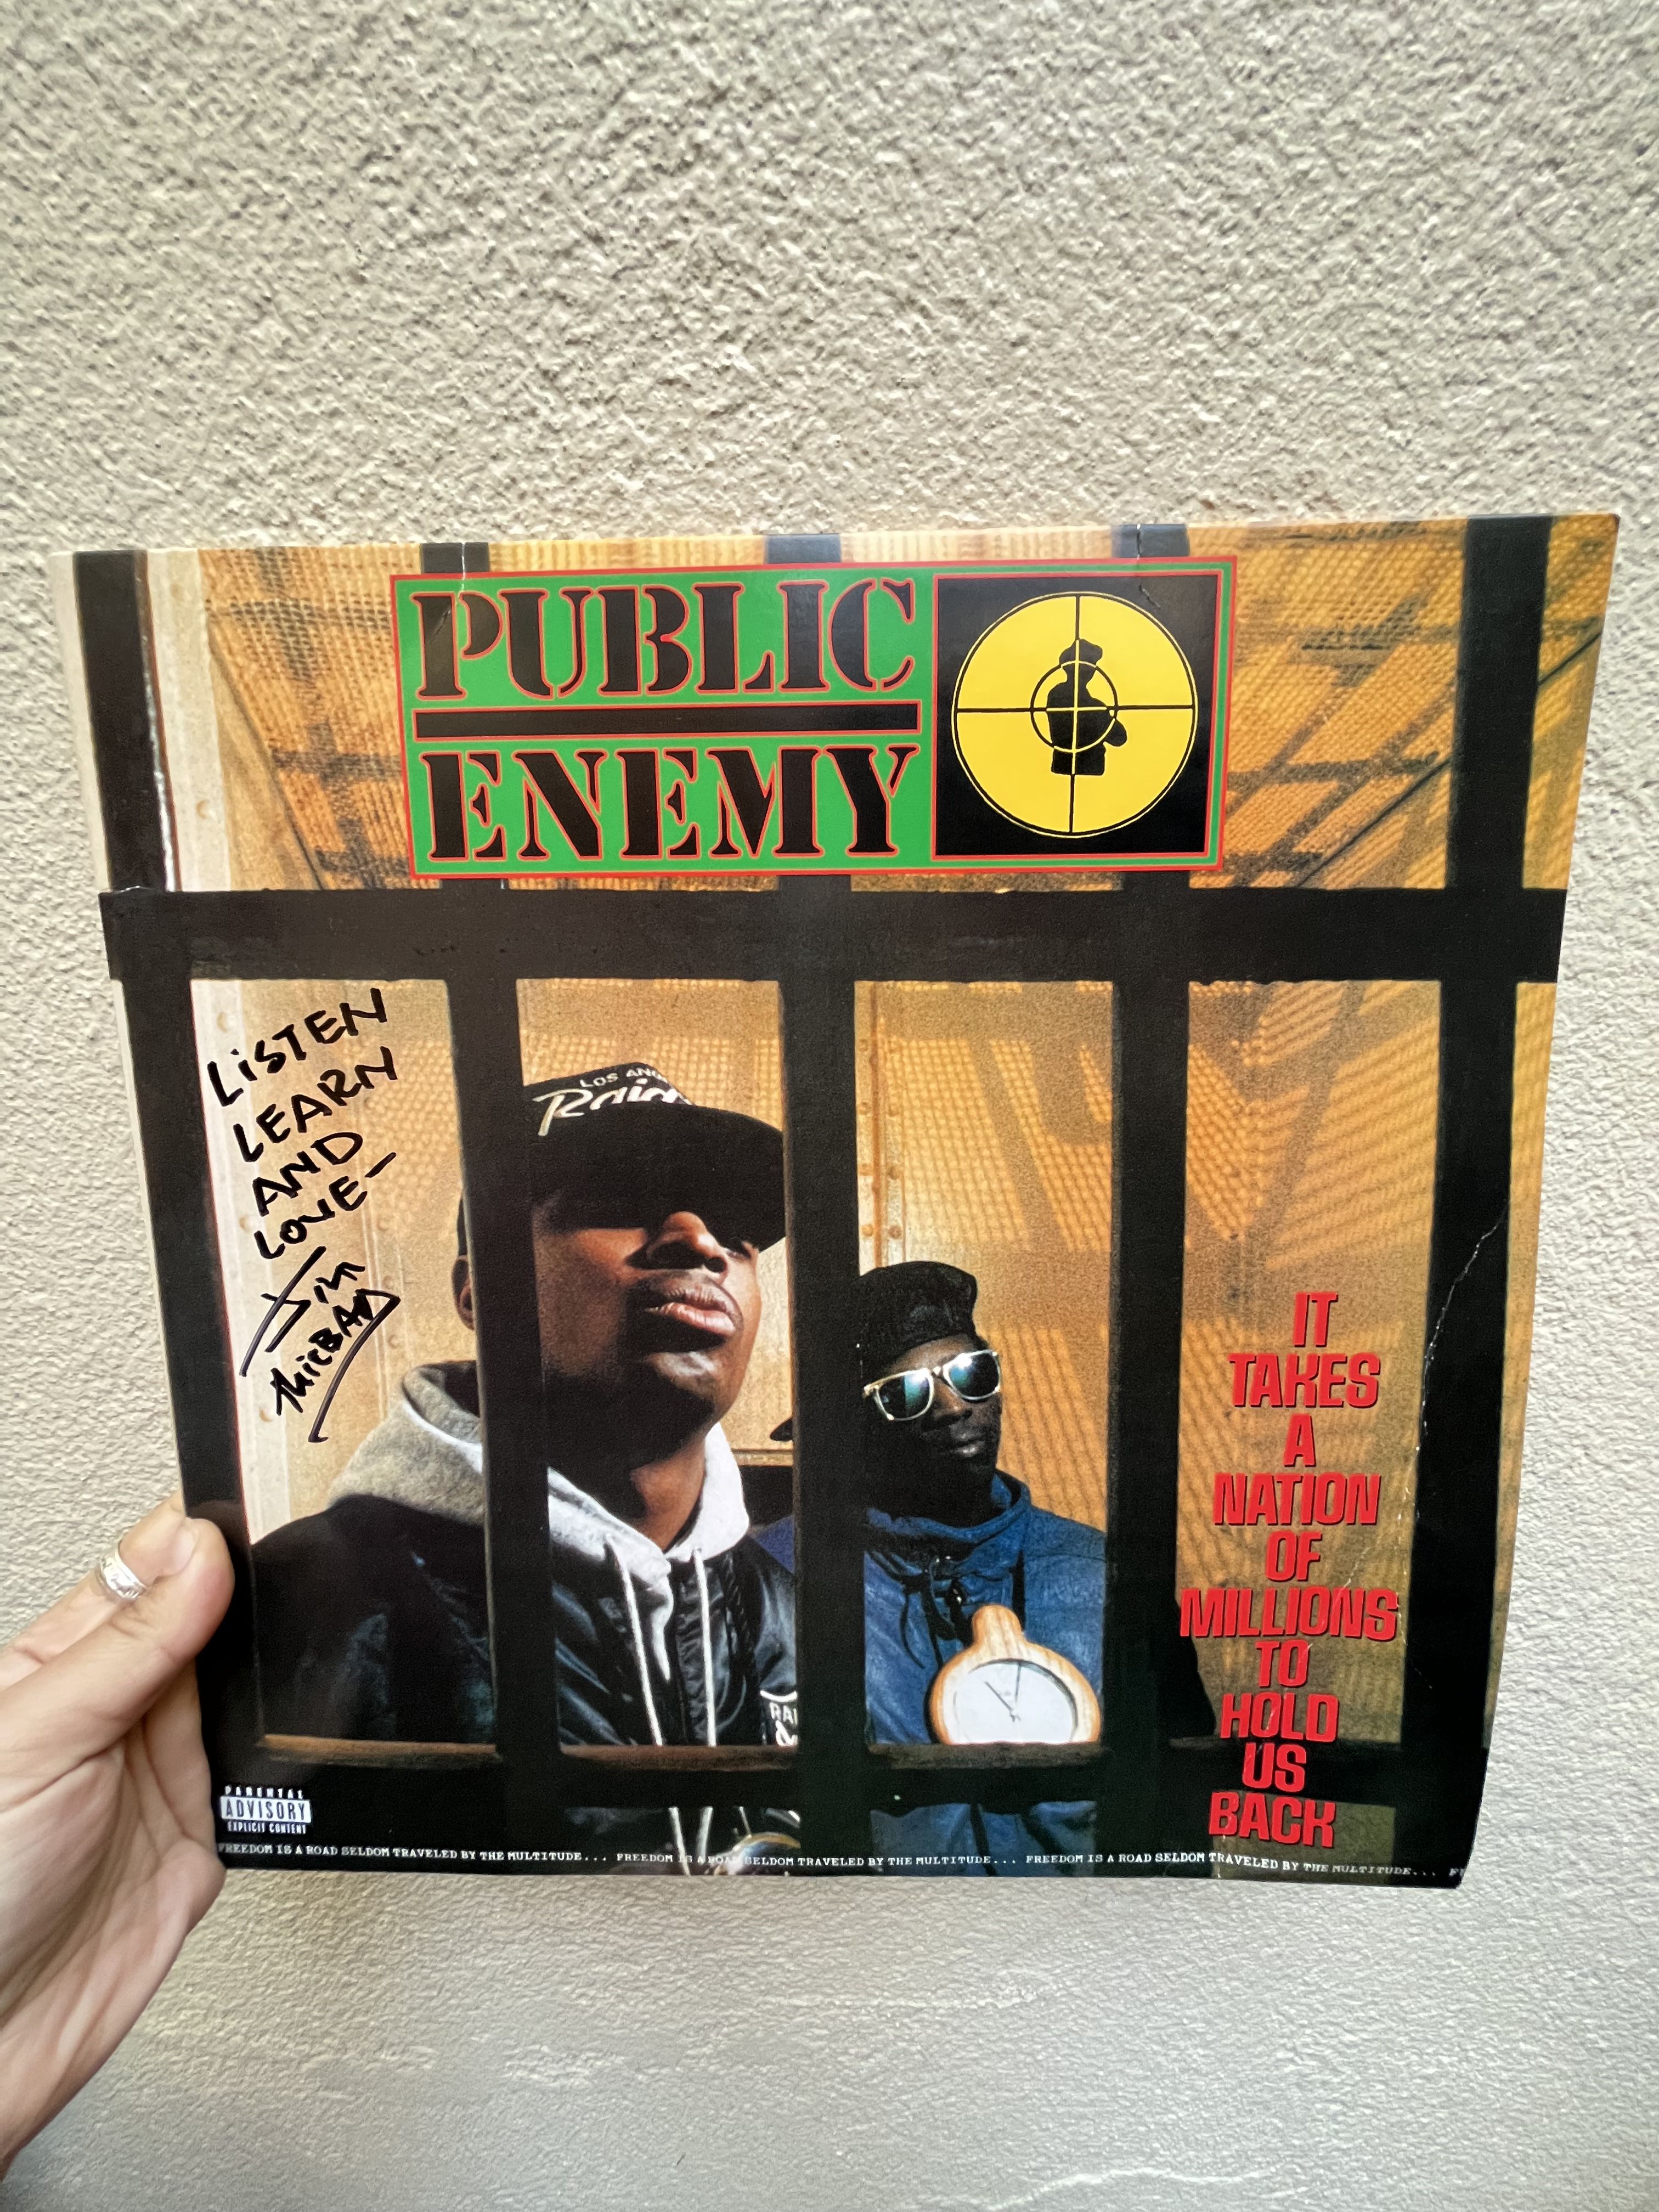 PUBLIC
ENEMY
LiSTEN
LEARN
AND
LOVE-
LOS
IT
TAKES
A
NATION
OF
MILLIONS
TO
HOLD
US
BACK
PARENTAL
ADVISORY
EXPLICIT CONTENT
FREEDOM IS A ROAD SELDOM TRAVELED BY THE MULTITUDE... FREEDOM IS A ROAD SELDOM TRAVELED BY THE MULTITUDE... FREEDOM IS A ROAD SELDOM TRAVELED BY THE MULTITUDE...